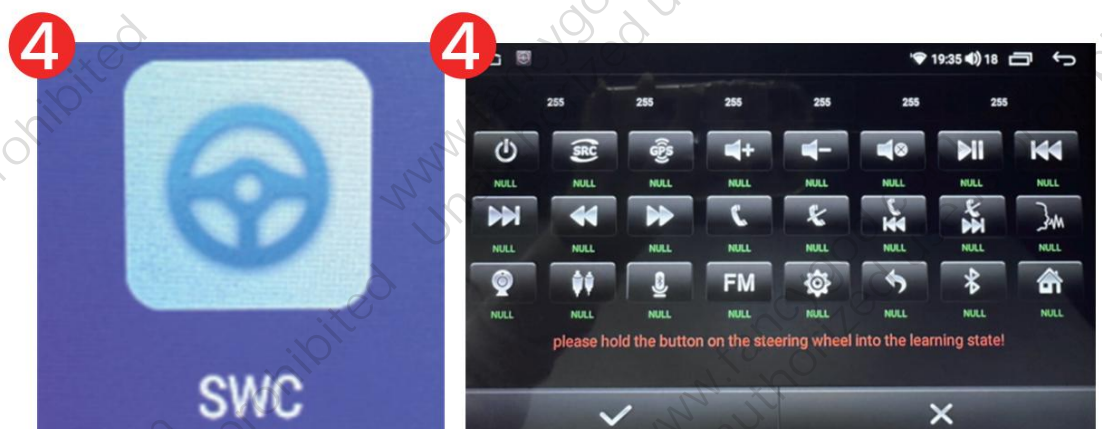 4
SWC
4
19:35 18
255 255 255 255 255 255
SRC GPS
NULL NULL NULL NULL NULL NULL NULL NULL
NULL NULL NULL NULL NULL NULL NULL NULL
FM
NULL NULL NULL NULL NULL NULL NULL NULL
please hold the button on the steering wheel into the learning state!